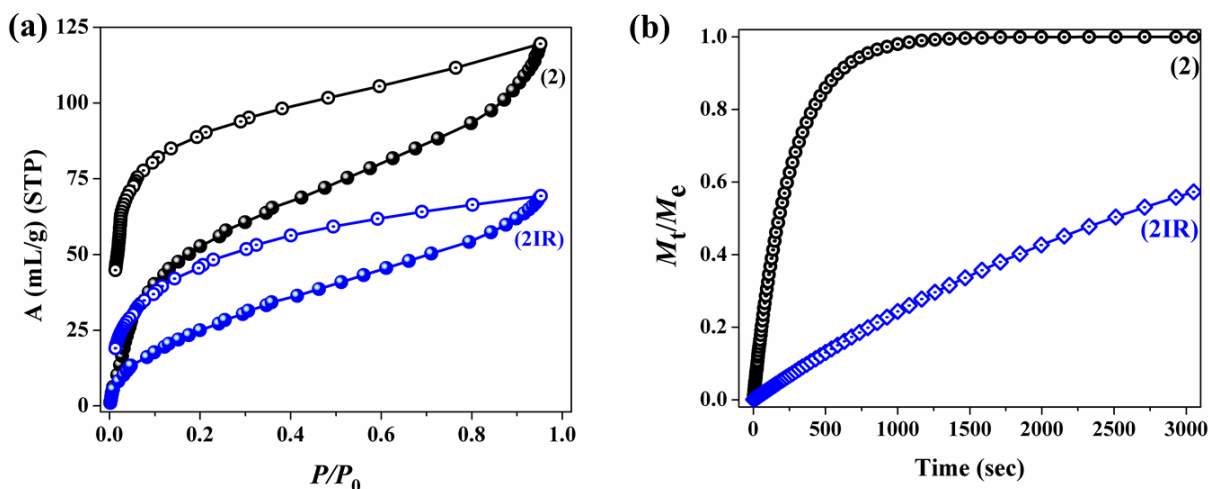 (a)
A (mL/g) (STP)
125
100
75
50
25
0
(2)
(2IR)
0.0 0.2 0.4 0.6 0.8 1.0
P/P0
(b)
Mt/Me
1.0
0.8
0.6
0.4
0.2
0.0
(2)
(2IR)
0 500 1000 1500 2000 2500 3000
Time (sec)